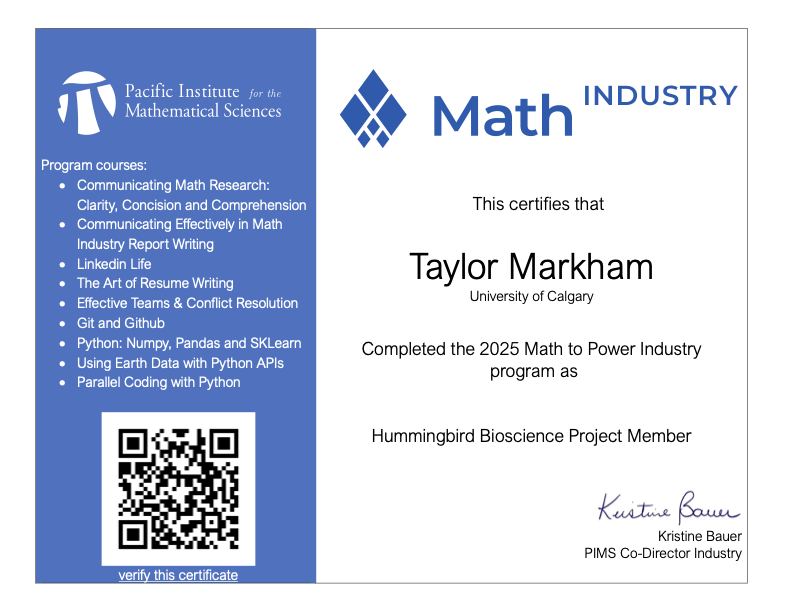 Pacific Institute for the
Mathematical Sciences
Program courses:
• Communicating Math Research:
Clarity, Concision and Comprehension
• Communicating Effectively in Math
Industry Report Writing
• Linkedin Life
• The Art of Resume Writing
• Effective Teams & Conflict Resolution
• Git and Github
• Python: Numpy, Pandas and SKLearn
• Using Earth Data with Python APIs
• Parallel Coding with Python
verify this certificate
Math INDUSTRY
This certifies that
Taylor Markham
University of Calgary
Completed the 2025 Math to Power Industry
program as
Hummingbird Bioscience Project Member
Kristine Bauer
Kristine Bauer
PIMS Co-Director Industry